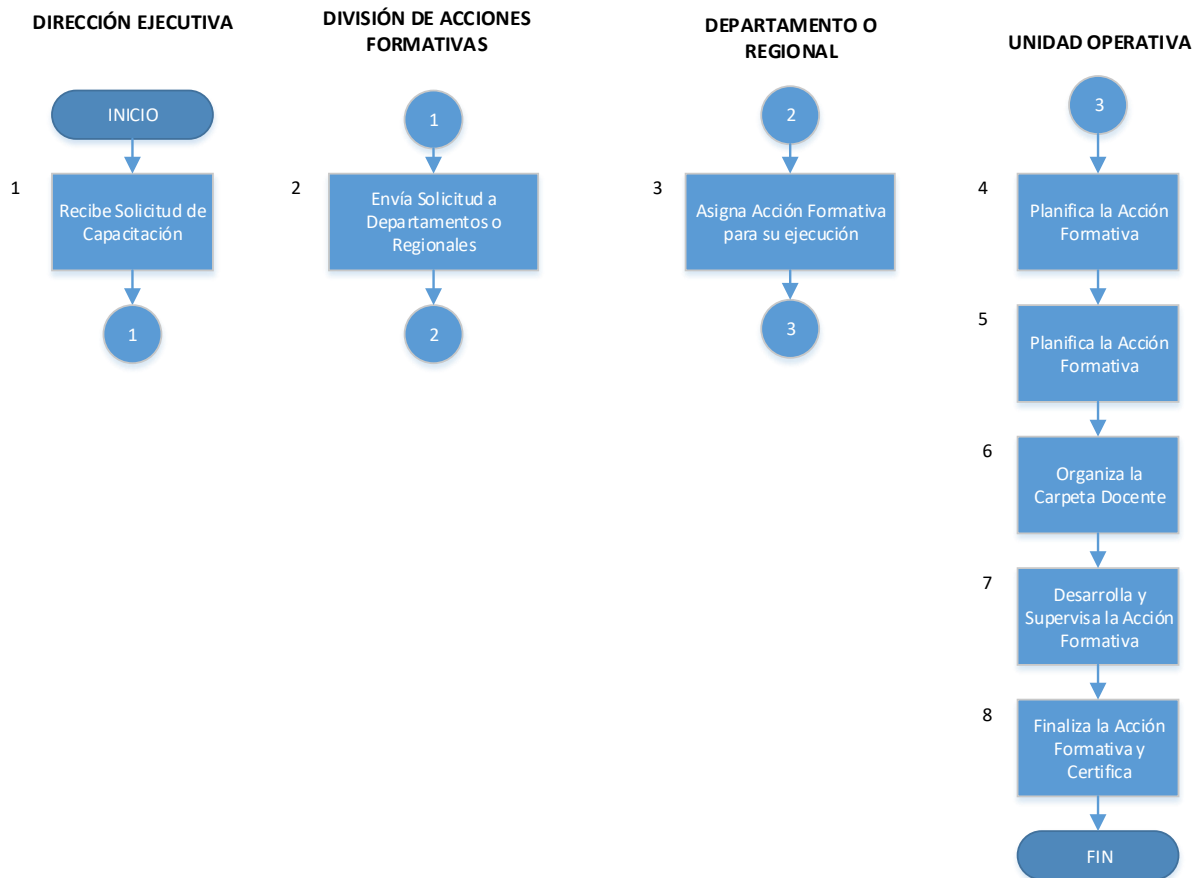 DIRECCIÓN EJECUTIVA
INICIO
1
Recibe Solicitud de
Capacitación
1
DIVISIÓN DE ACCIONES
FORMATIVAS
1
2
Envía Solicitud a
Departamentos o
Regionales
2
DEPARTAMENTO O
REGIONAL
2
3
Asigna Acción Formativa
para su ejecución
3
UNIDAD OPERATIVA
3
4
Planifica la Acción
Formativa
5
Planifica la Acción
Formativa
6
Organiza la
Carpeta Docente
7
Desarrolla y
Supervisa la Acción
Formativa
8
Finaliza la Acción
Formativa y
Certifica
FIN